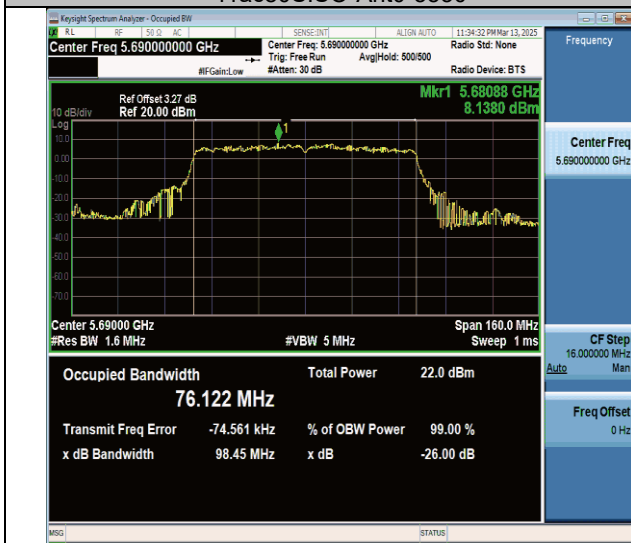 Keysight Spectrum Analyzer - Occupied BW
RL RF 50 Ω AC SENSE:INT ALIGN AUTO 11:34:32 PM Mar 13, 2025
Center Freq 5.690000000 GHz Center Freq: 5.690000000 GHz Radio Std: None Frequency
Trig: Free Run Avg|Hold: 500/500
#IFGain:Low #Atten: 30 dB Radio Device: BTS
Mkr1 5.68088 GHz
8.1380 dBm
Ref Offset 3.27 dB
10 dB/div Ref 20.00 dBm
Log
10.0
0.00
-10.0
-20.0
-30.0
-40.0
-50.0
-60.0
-70.0
1
Center Freq
5.690000000 GHz
Center 5.69000 GHz Span 160.0 MHz
#Res BW 1.6 MHz #VBW 5 MHz Sweep 1 ms
CF Step
16.000000 MHz
Auto Man
Occupied Bandwidth Total Power 22.0 dBm
76.122 MHz
Transmit Freq Error -74.561 kHz % of OBW Power 99.00 %
x dB Bandwidth 98.45 MHz x dB -26.00 dB
Freq Offset
0 Hz
MSG STATUS